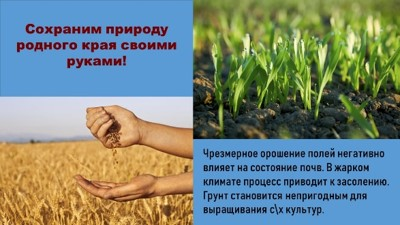 Сохраним природу
родного края своими
руками!
Чрезмерное орошение полей негативно
влияет на состояние почв. В жарком
климате процесс приводит к засолению.
Грунт становится непригодным для
выращивания с\х культур.